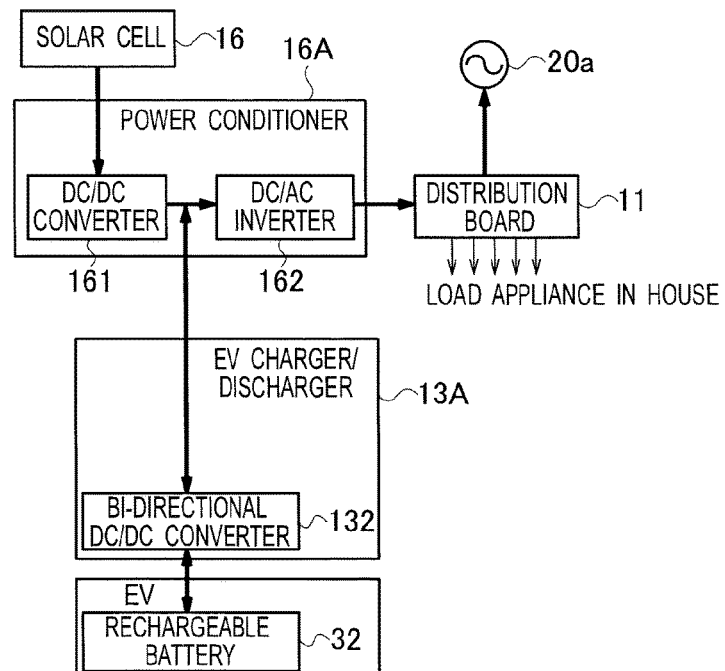 SOLAR CELL
16
16A
20a
POWER CONDITIONER
DC/DC
CONVERTER
161
DC/AC
INVERTER
162
DISTRIBUTION
BOARD
11
LOAD APPLIANCE IN HOUSE
EV CHARGER/
DISCHARGER
13A
BI-DIRECTIONAL
DC/DC CONVERTER
132
EV
RECHARGEABLE
BATTERY
32